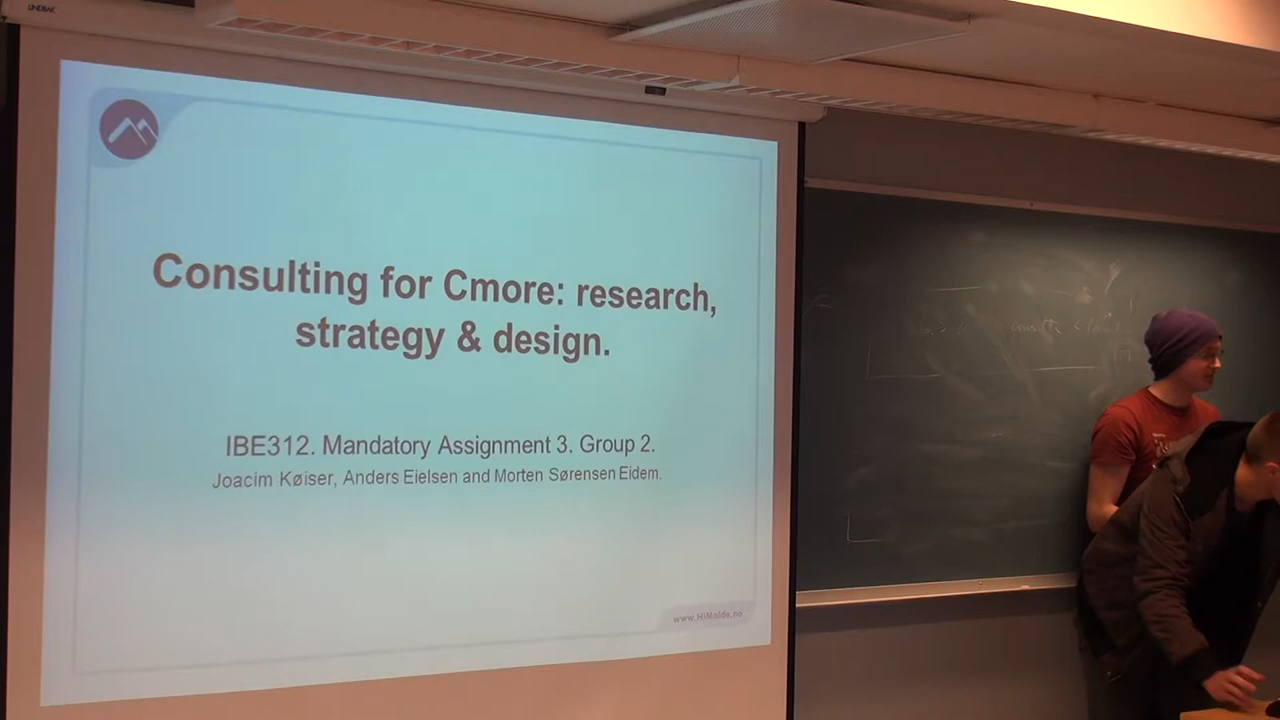 Consulting for Cmore: research,
strategy & design.
IBE312. Mandatory Assignment 3. Group 2.
Joacim Køiser, Anders Eielsen and Morten Sørensen Eidem.
www.HiMolde.no